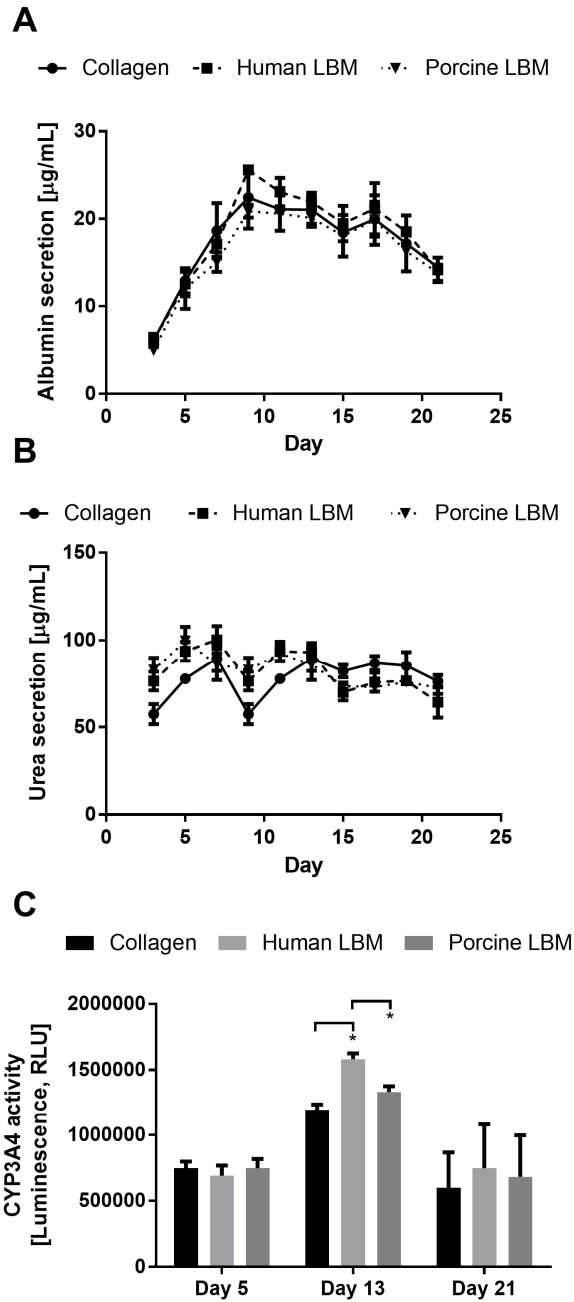 A
Collagen Human LBM Porcine LBM
Albumin secretion [µg/mL]
30
20
10
0
0 5 10 15 20 25
Day
B
Collagen Human LBM Porcine LBM
Urea secretion [µg/mL]
150
100
50
0
0 5 10 15 20 25
Day
C
Collagen Human LBM Porcine LBM
CYP3A4 activity
[Luminescence, RLU]
2000000
1500000
1000000
500000
0
* *
Day 5 Day 13 Day 21